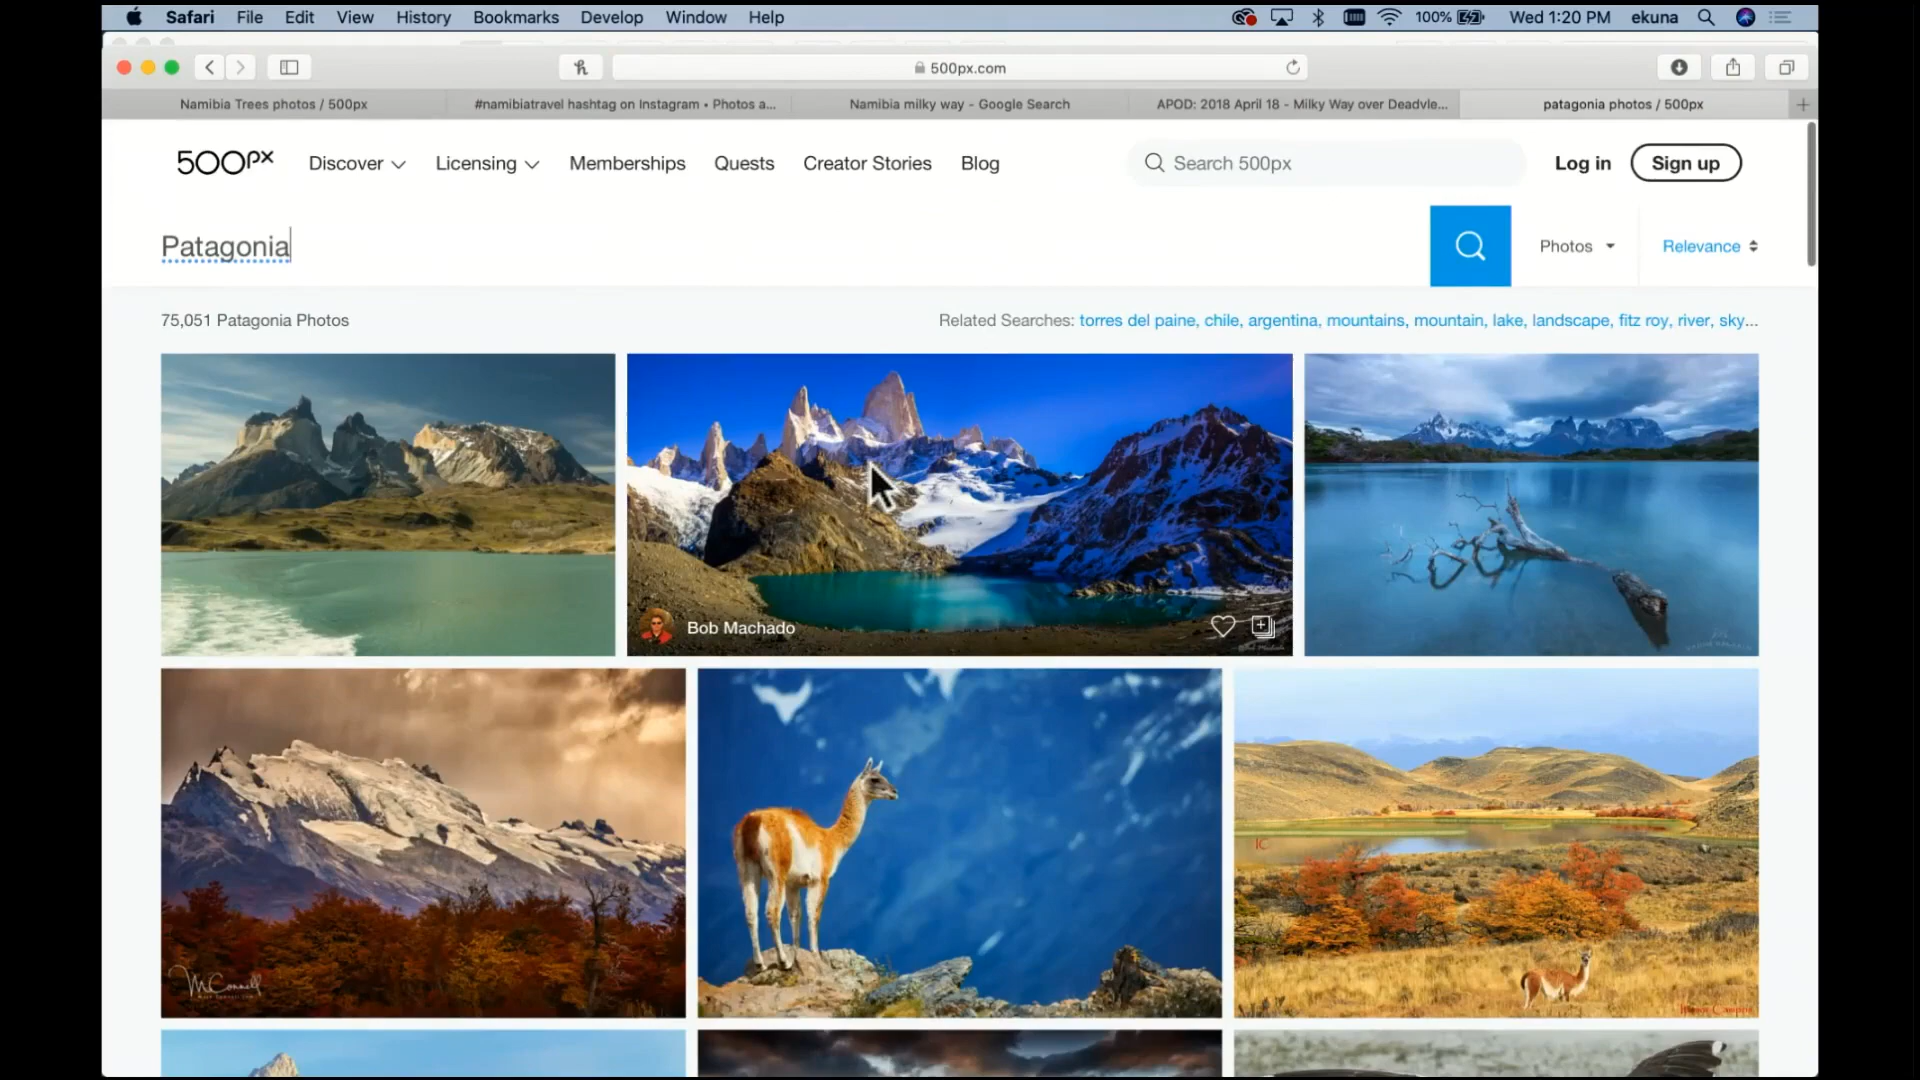 Safari File Edit View History Bookmarks Develop Window Help 100% Wed 1:20 PM ekuna
500px.com
Namibia Trees photos / 500px #namibiatravel hashtag on Instagram • Photos a... Namibia milky way - Google Search APOD: 2018 April 18 - Milky Way over Deadvle... patagonia photos / 500px
500px Discover Licensing Memberships Quests Creator Stories Blog Search 500px Log in Sign up
Patagonia Photos Relevance
75,051 Patagonia Photos Related Searches: torres del paine, chile, argentina, mountains, mountain, lake, landscape, fitz roy, river, sky...
Bob Machado
McConnell